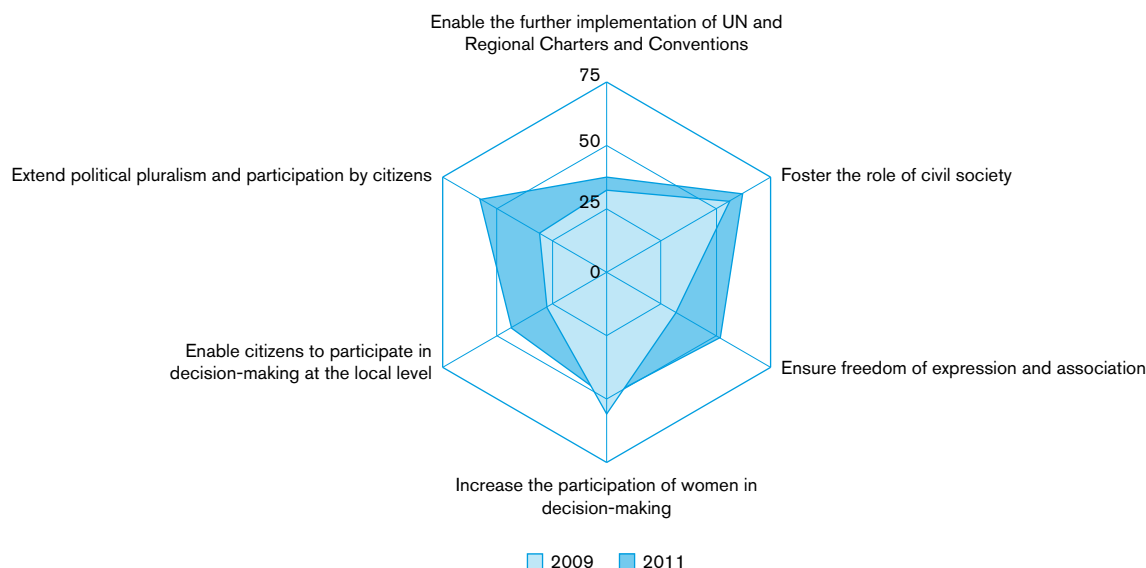 Enable the further implementation of UN and
Regional Charters and Conventions
75
50
Extend political pluralism and participation by citizens
Foster the role of civil society
25
0
Enable citizens to participate in
decision-making at the local level
Ensure freedom of expression and association
Increase the participation of women in
decision-making
2009 2011